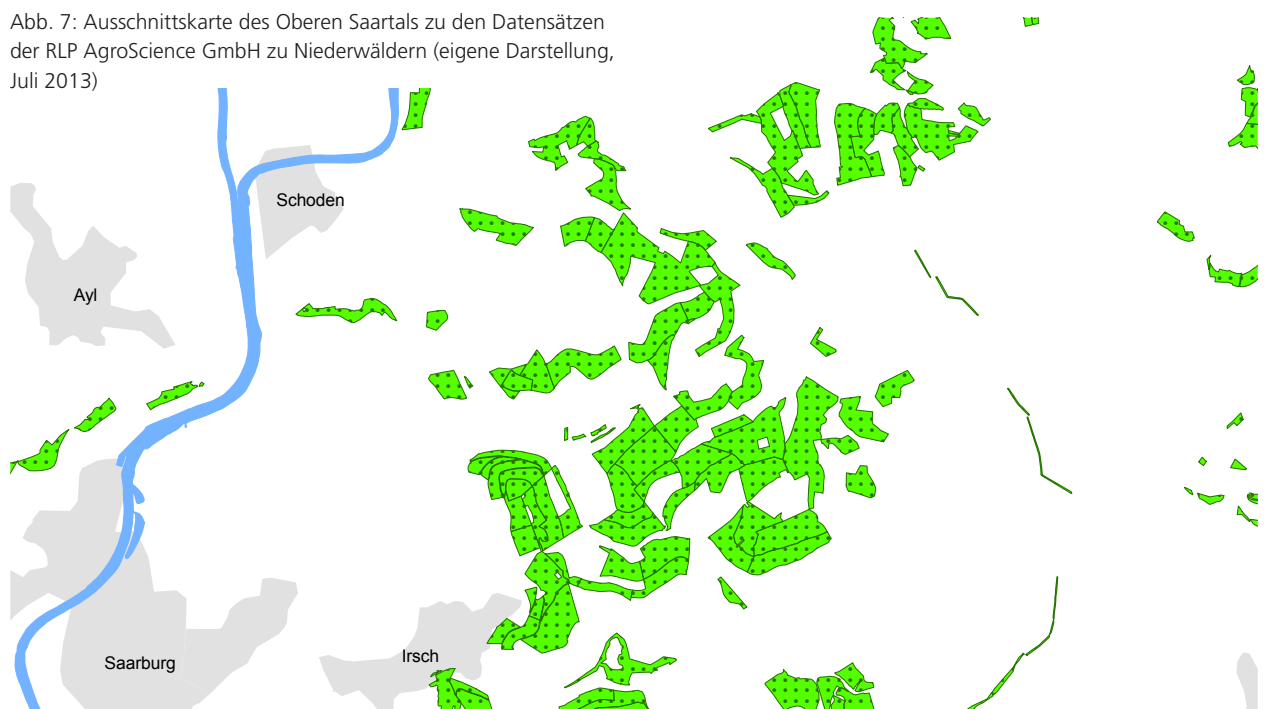 Abb. 7: Ausschnittskarte des Oberen Saartals zu den Datensätzen
der RLP AgroScience GmbH zu Niederwäldern (eigene Darstellung,
Juli 2013)
Schoden
Ayl
Irsch
Saarburg